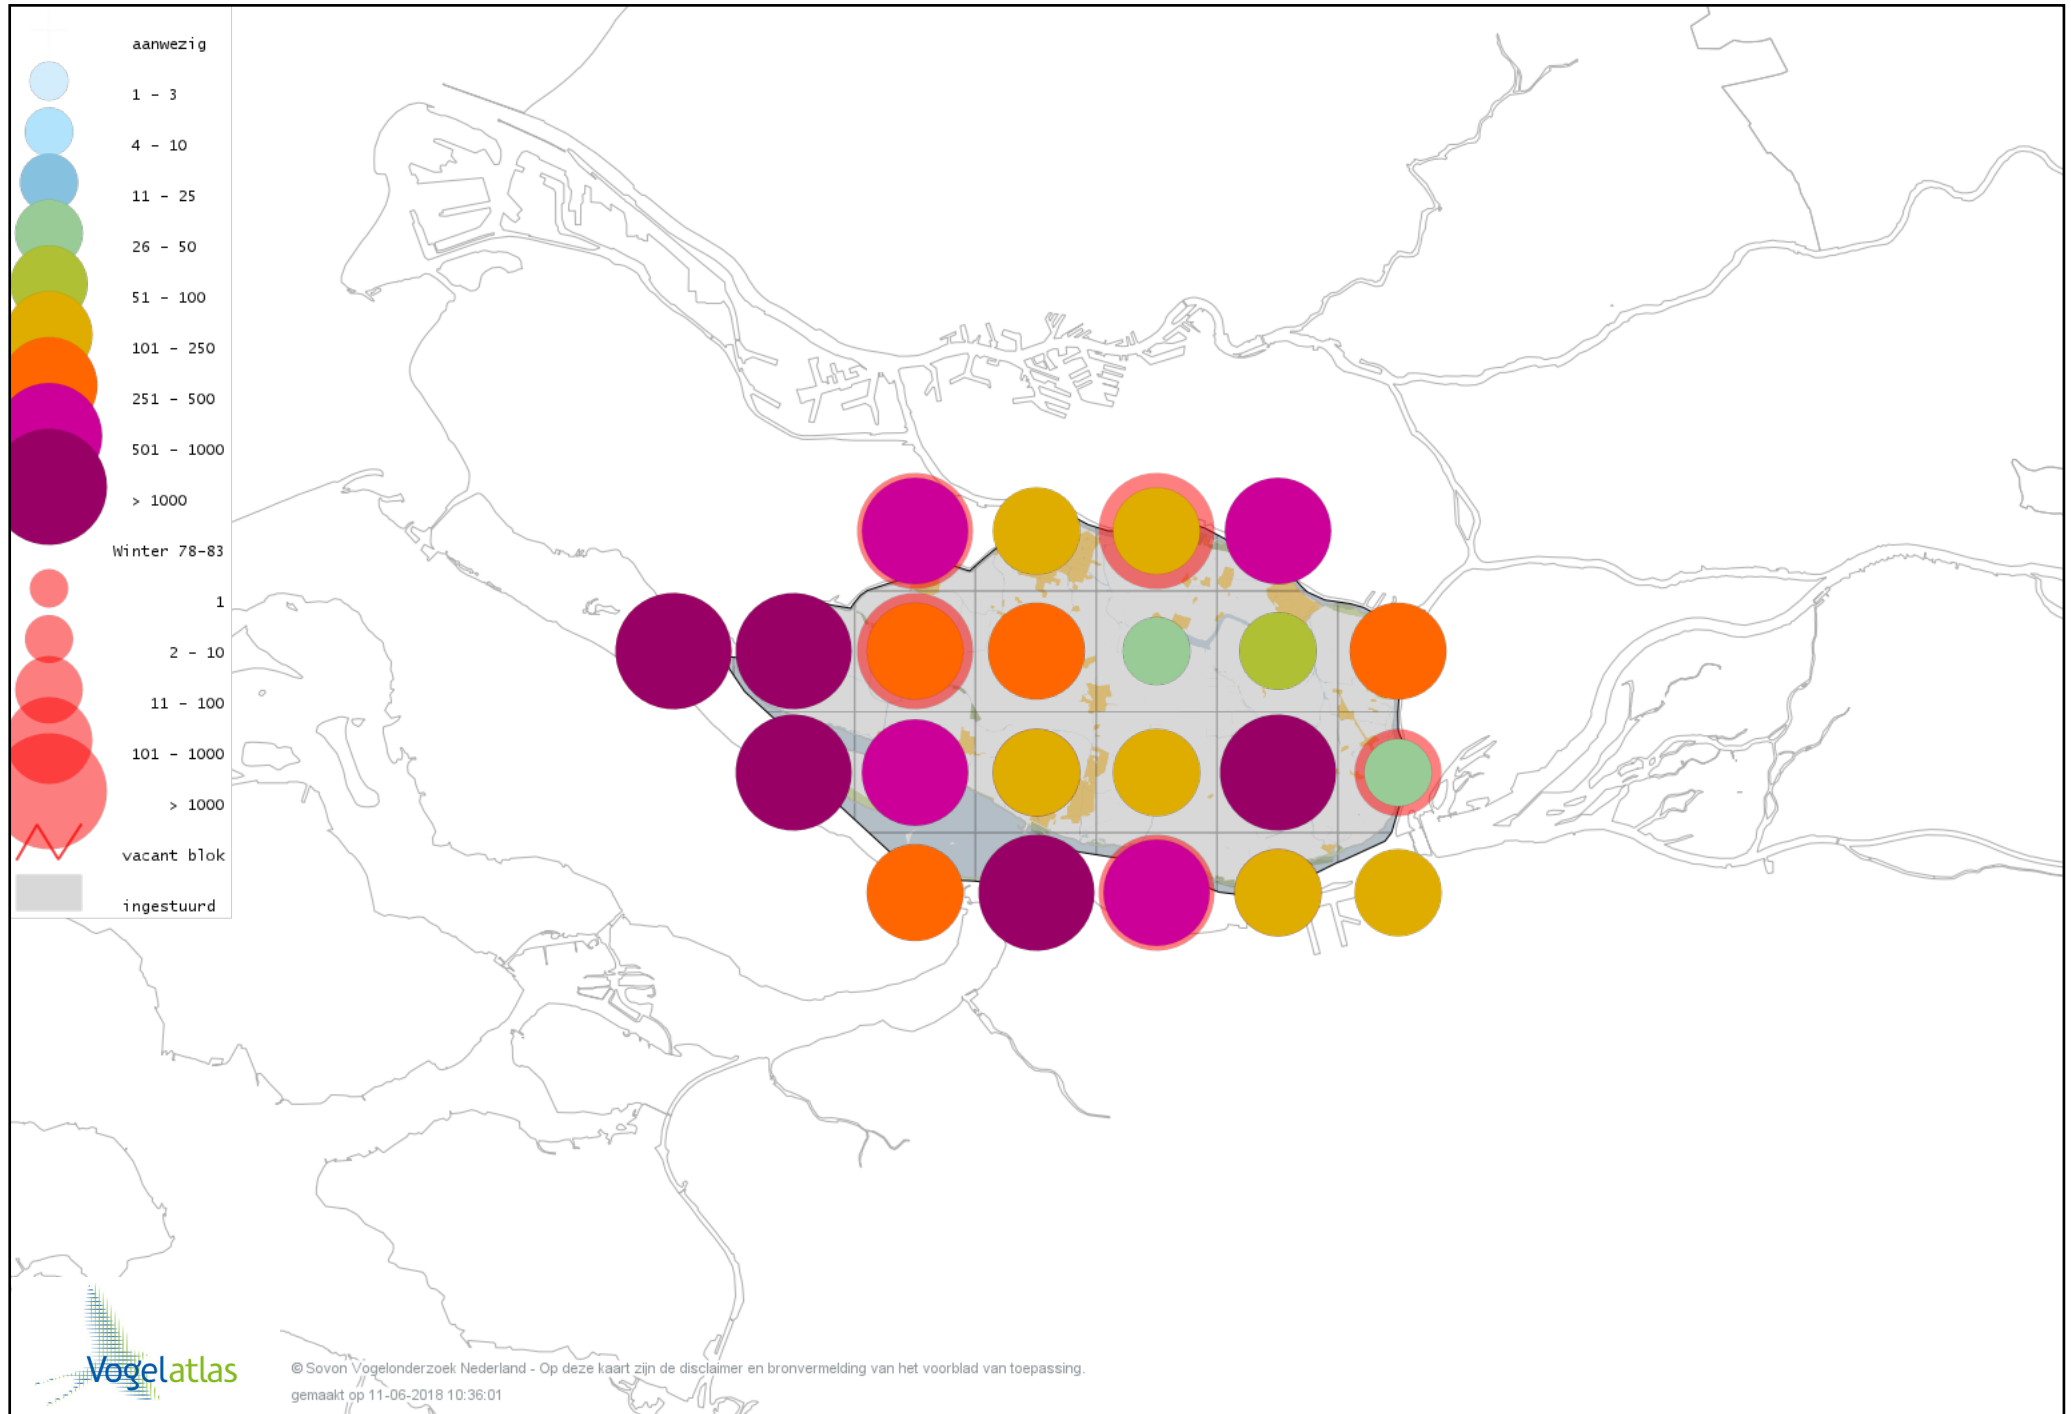 aanwezig
1 - 3
4 - 10
11 - 25
26 - 50
51 - 100
101 - 250
251 - 500
501 - 1000
> 1000
Winter 78-83
1
2 - 10
11 - 100
101 - 1000
> 1000
vacant blok
ingestuurd
Vogelatlas
© Sovon Vogelonderzoek Nederland - Op deze kaart zijn de disclaimer en bronvermelding van het voorblad van toepassing.
gemaakt op 11-06-2018 10:36:01